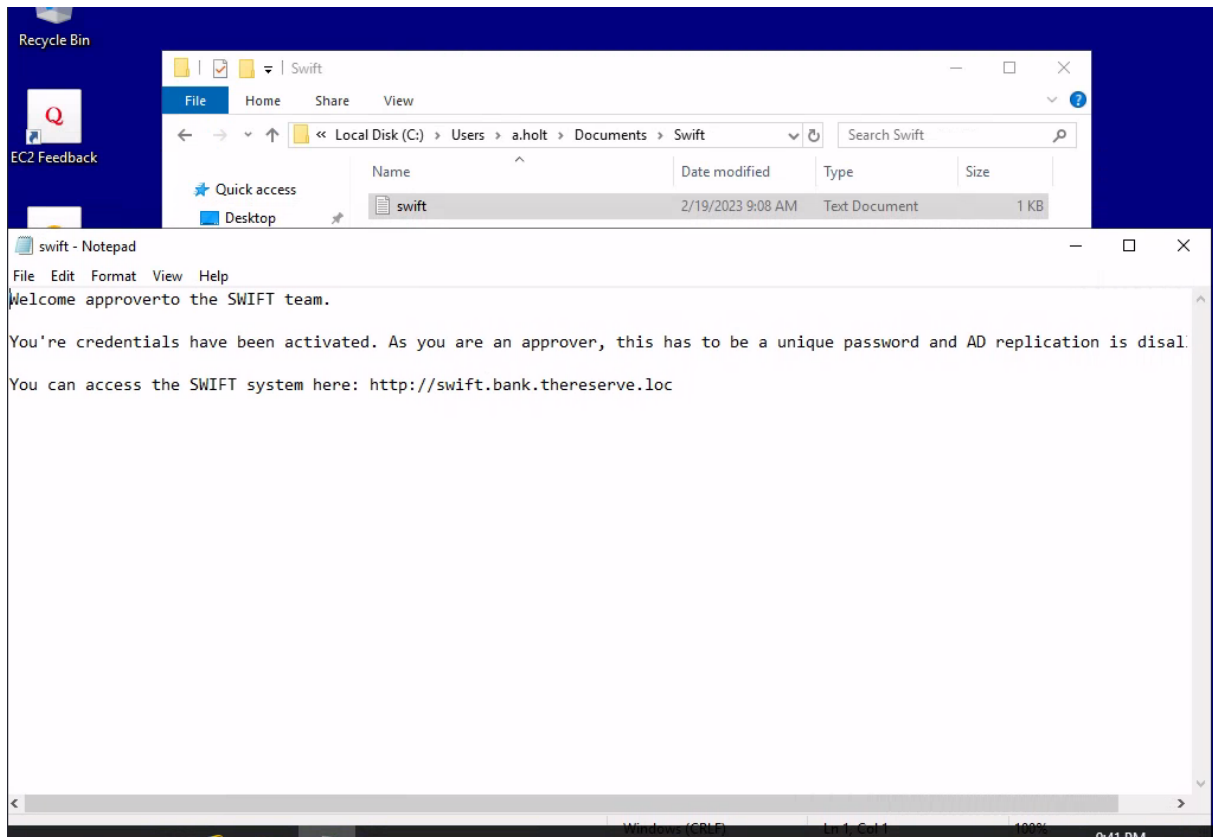 Recycle Bin
Swift
File Home Share View
« Local Disk (C:) › Users › a.holt › Documents › Swift
Search Swift
EC2 Feedback
Name Date modified Type Size
Quick access
swift 2/19/2023 9:08 AM Text Document 1 KB
Desktop
swift - Notepad
File Edit Format View Help
Welcome approverto the SWIFT team.
You're credentials have been activated. As you are an approver, this has to be a unique password and AD replication is disal
You can access the SWIFT system here: http://swift.bank.thereserve.loc
Windows (CRLF) Ln 1, Col 1 100%
9:41 PM